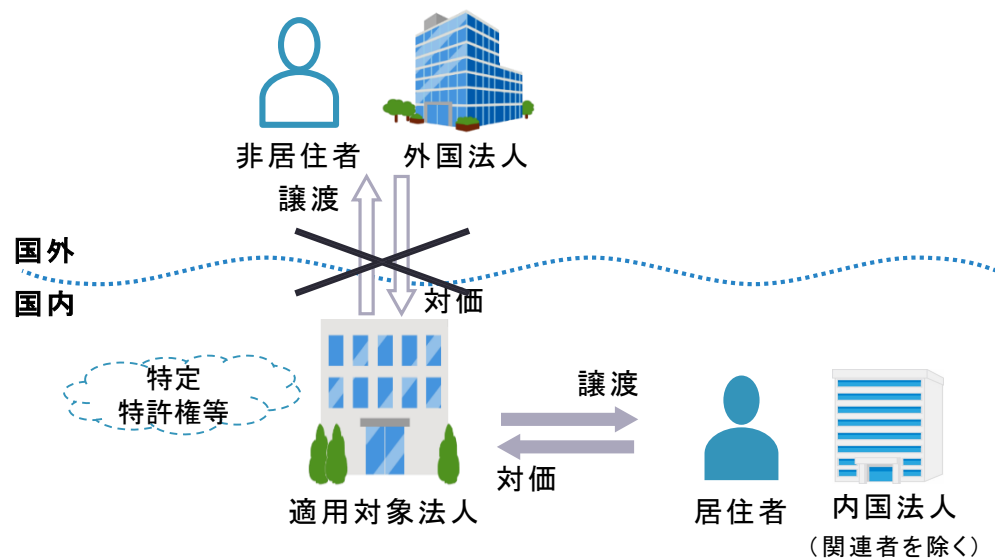 非居住者
外国法人
譲渡
国外
国内
対価
特定
特許権等
譲渡
対価
適用対象法人
居住者
内国法人
（関連者を除く）